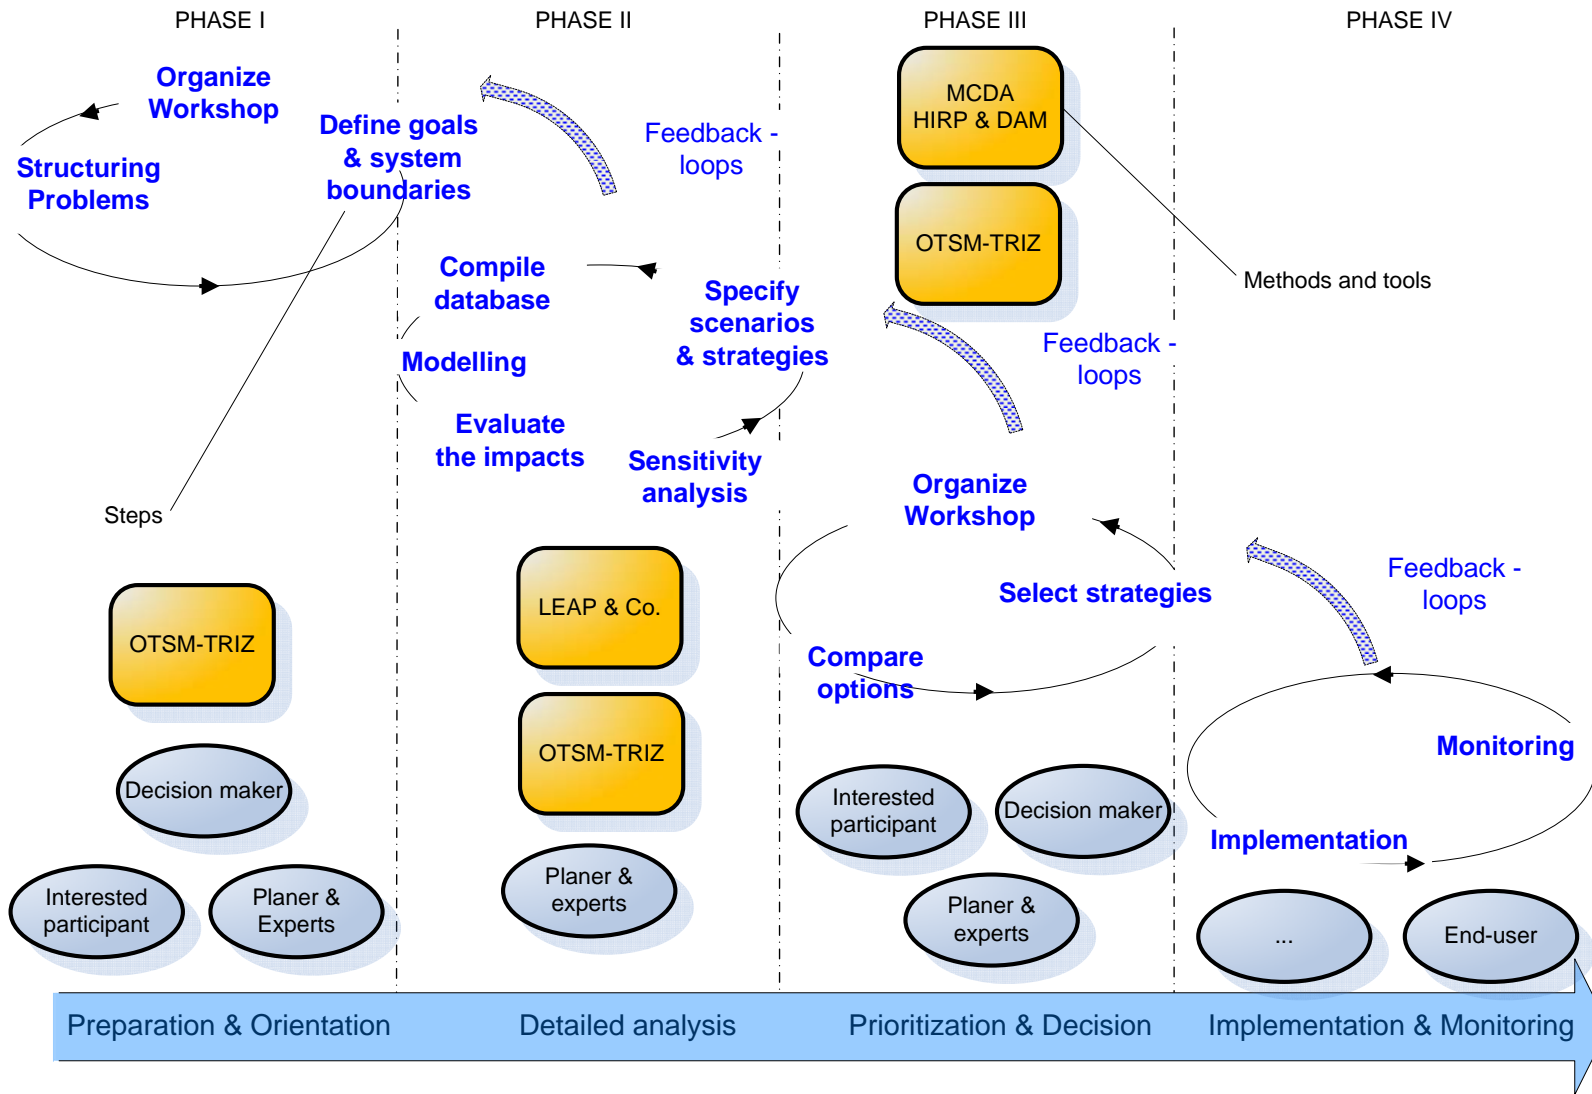 PHASE I
PHASE II
PHASE III
PHASE IV
Organize
Workshop
Structuring
Problems
Define goals
& system
boundaries
Steps
OTSM-TRIZ
Decision maker
Interested
participant
Planer &
Experts
Feedback -
loops
Compile
database
Modelling
Evaluate
the impacts
Specify
scenarios
& strategies
Sensitivity
analysis
LEAP & Co.
OTSM-TRIZ
Planer &
experts
MCDA
HIRP & DAM
OTSM-TRIZ
Methods and tools
Feedback -
loops
Organize
Workshop
Select strategies
Compare
options
Interested
participant
Decision maker
Planer &
experts
Feedback -
loops
Monitoring
Implementation
...
End-user
Preparation & Orientation
Detailed analysis
Prioritization & Decision
Implementation & Monitoring